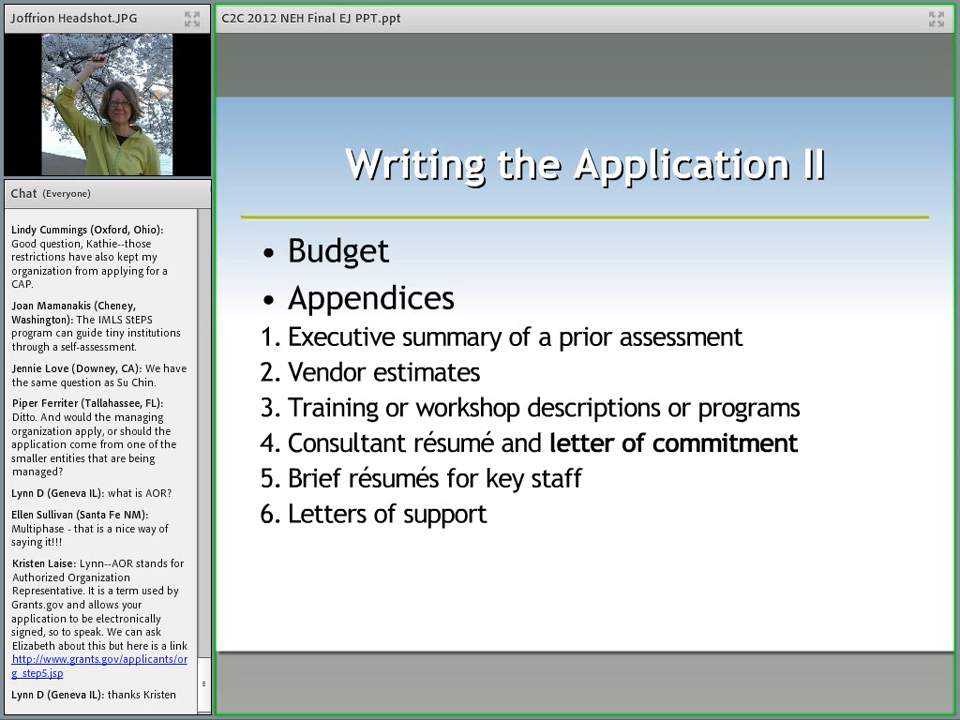 Joffrion Headshot.JPG
C2C 2012 NEH Final EJ PPT.ppt
Chat (Everyone)
Lindy Cummings (Oxford, Ohio):
Good question, Kathie--those
restrictions have also kept my
organization from applying for a
CAP.
Joan Mamanakis (Cheney,
Washington): The IMLS StEPS
program can guide tiny institutions
through a self-assessment.
Jennie Love (Downey, CA): We have
the same question as Su Chin.
Piper Ferriter (Tallahassee, FL):
Ditto. And would the managing
organization apply, or should the
application come from one of the
smaller entities that are being
managed?
Lynn D (Geneva IL): what is AOR?
Ellen Sullivan (Santa Fe NM):
Multiphase - that is a nice way of
saying it!!!
Kristen Laise: Lynn--AOR stands for
Authorized Organization
Representative. It is a term used by
Grants.gov and allows your
application to be electronically
signed, so to speak. We can ask
Elizabeth about this but here is a link
http://www.grants.gov/applicants/or
g_step5.jsp
Lynn D (Geneva IL): thanks Kristen
Writing the Application II
• Budget
• Appendices
1. Executive summary of a prior assessment
2. Vendor estimates
3. Training or workshop descriptions or programs
4. Consultant résumé and letter of commitment
5. Brief résumés for key staff
6. Letters of support